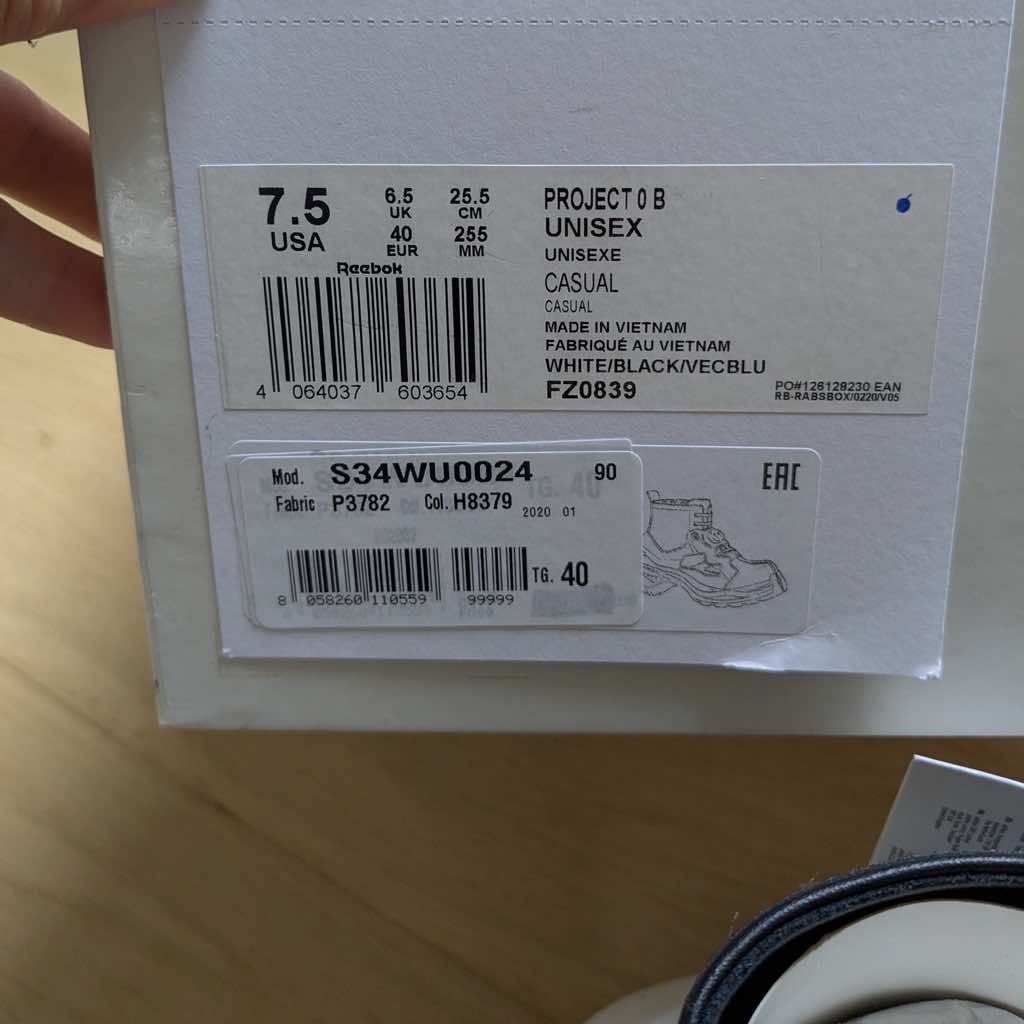 7.5
USA
6.5
UK
40
EUR
25.5
CM
255
MM
Reebok
4 064037 603654
PROJECT 0 B
UNISEX
UNISEXE
CASUAL
CASUAL
MADE IN VIETNAM
FABRIQUÉ AU VIETNAM
WHITE/BLACK/VECBLU
FZ0839
PO#126128230 EAN
RB-RABSBOX/0220/V05
Mod. S34WU0024 90
Fabric P3782 Col. H8379 2020 01
TG. 40
8 058260 110559 99999
TG. 40
EAC